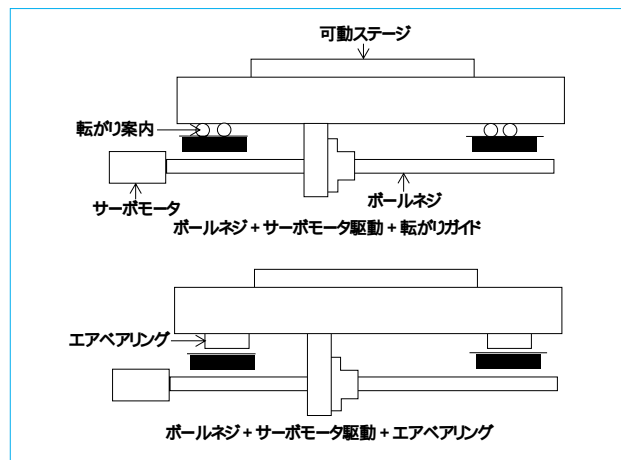 可動ステージ
転がり案内
サーボモータ
ボールネジ
ボールネジ+サーボモータ駆動+転がりガイド
エアベアリング
ボールネジ+サーボモータ駆動+エアベアリング